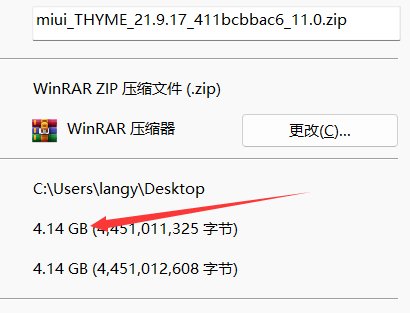 miui_THYME_21.9.17_411bcbbac6_11.0.zip
WinRAR ZIP 压缩文件 (.zip)
WinRAR 压缩器
更改(C)...
C:\Users\langy\Desktop
4.14 GB (4,451,011,325 字节)
4.14 GB (4,451,012,608 字节)